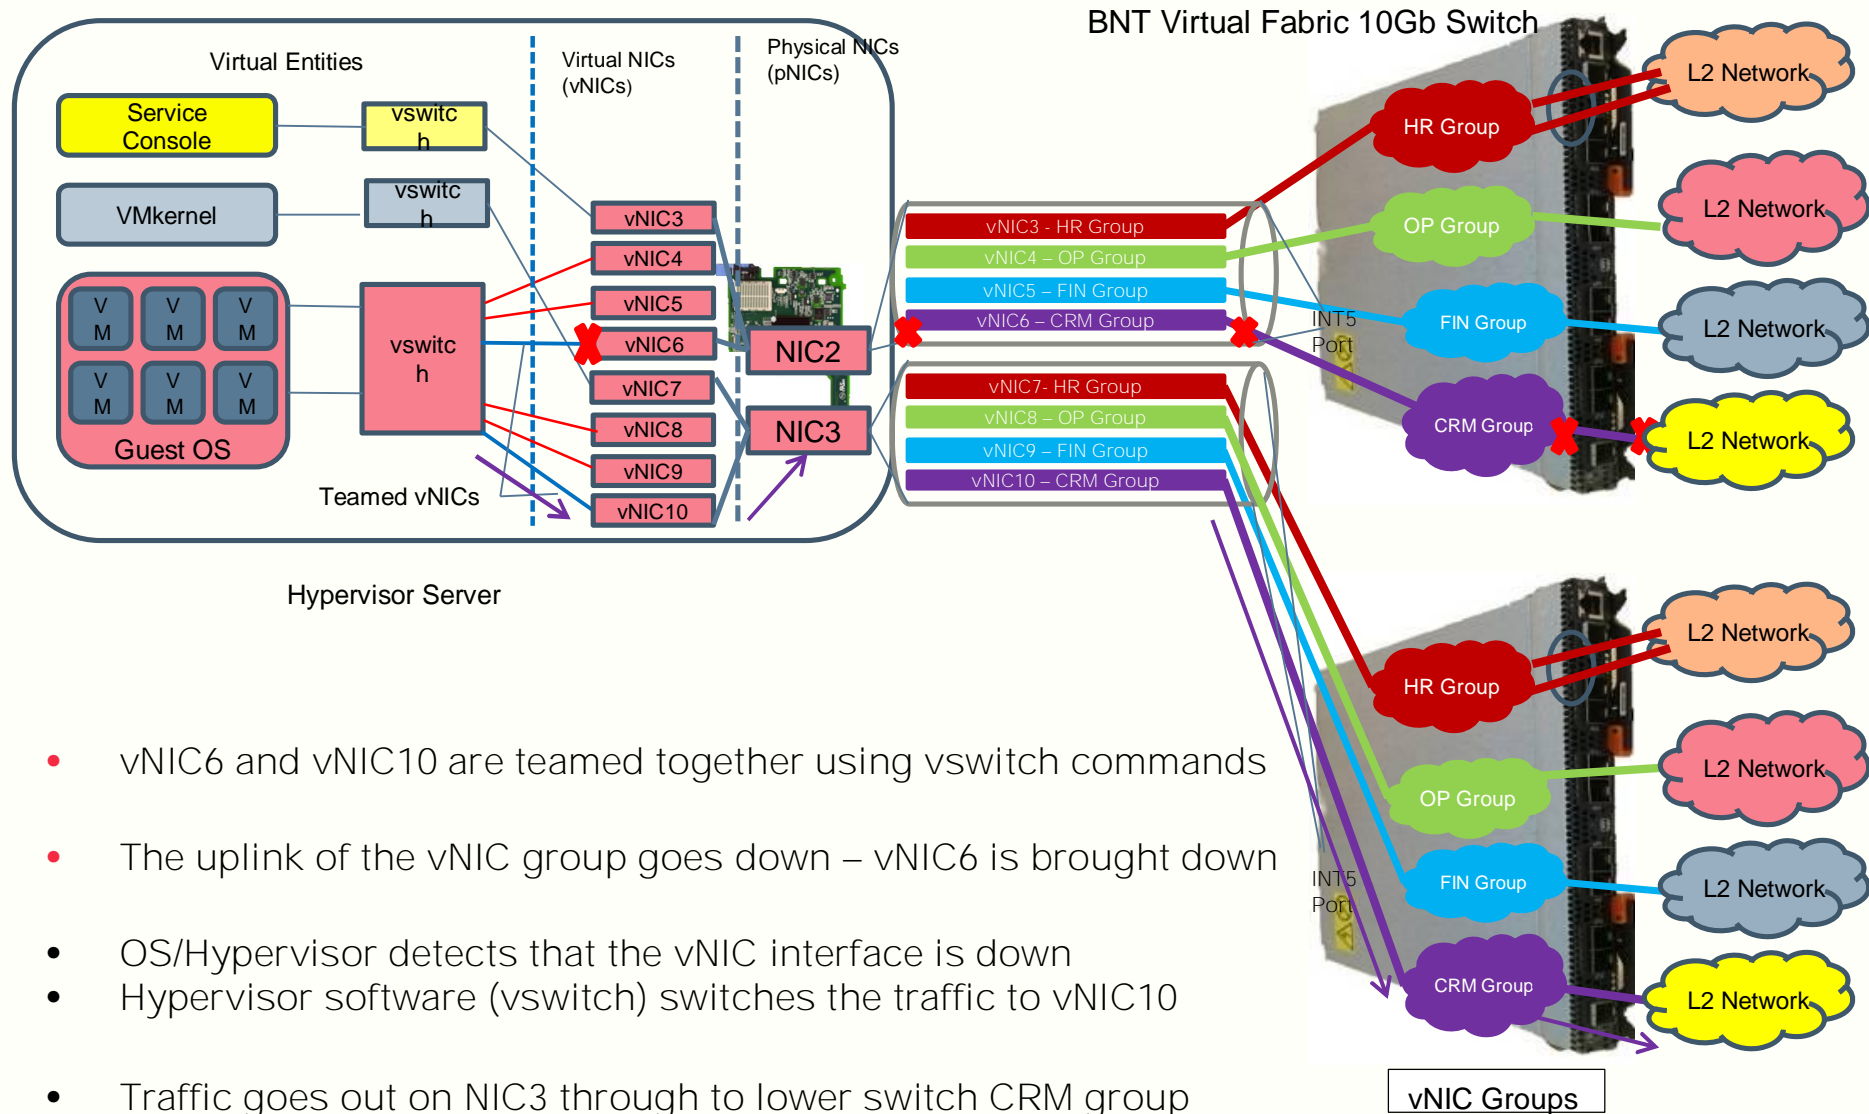 BNT Virtual Fabric 10Gb Switch
Virtual Entities
Virtual NICs
(vNICs)
Physical NICs
(pNICs)
Service
Console
vswitc
h
VMkernel
vswitc
h
V
M
V
M
V
M
V
M
V
M
V
M
Guest OS
vswitc
h
Teamed vNICs
vNIC3
vNIC4
vNIC5
vNIC6
vNIC7
vNIC8
vNIC9
vNIC10
NIC2
NIC3
vNIC3 - HR Group
vNIC4 – OP Group
vNIC5 – FIN Group
vNIC6 – CRM Group
vNIC7- HR Group
vNIC8 – OP Group
vNIC9 – FIN Group
vNIC10 – CRM Group
INT5
Port
HR Group
OP Group
FIN Group
CRM Group
L2 Network
L2 Network
L2 Network
L2 Network
Hypervisor Server
INT5
Port
HR Group
OP Group
FIN Group
CRM Group
L2 Network
L2 Network
L2 Network
L2 Network
vNIC Groups
• vNIC6 and vNIC10 are teamed together using vswitch commands
• The uplink of the vNIC group goes down – vNIC6 is brought down
• OS/Hypervisor detects that the vNIC interface is down
• Hypervisor software (vswitch) switches the traffic to vNIC10
• Traffic goes out on NIC3 through to lower switch CRM group